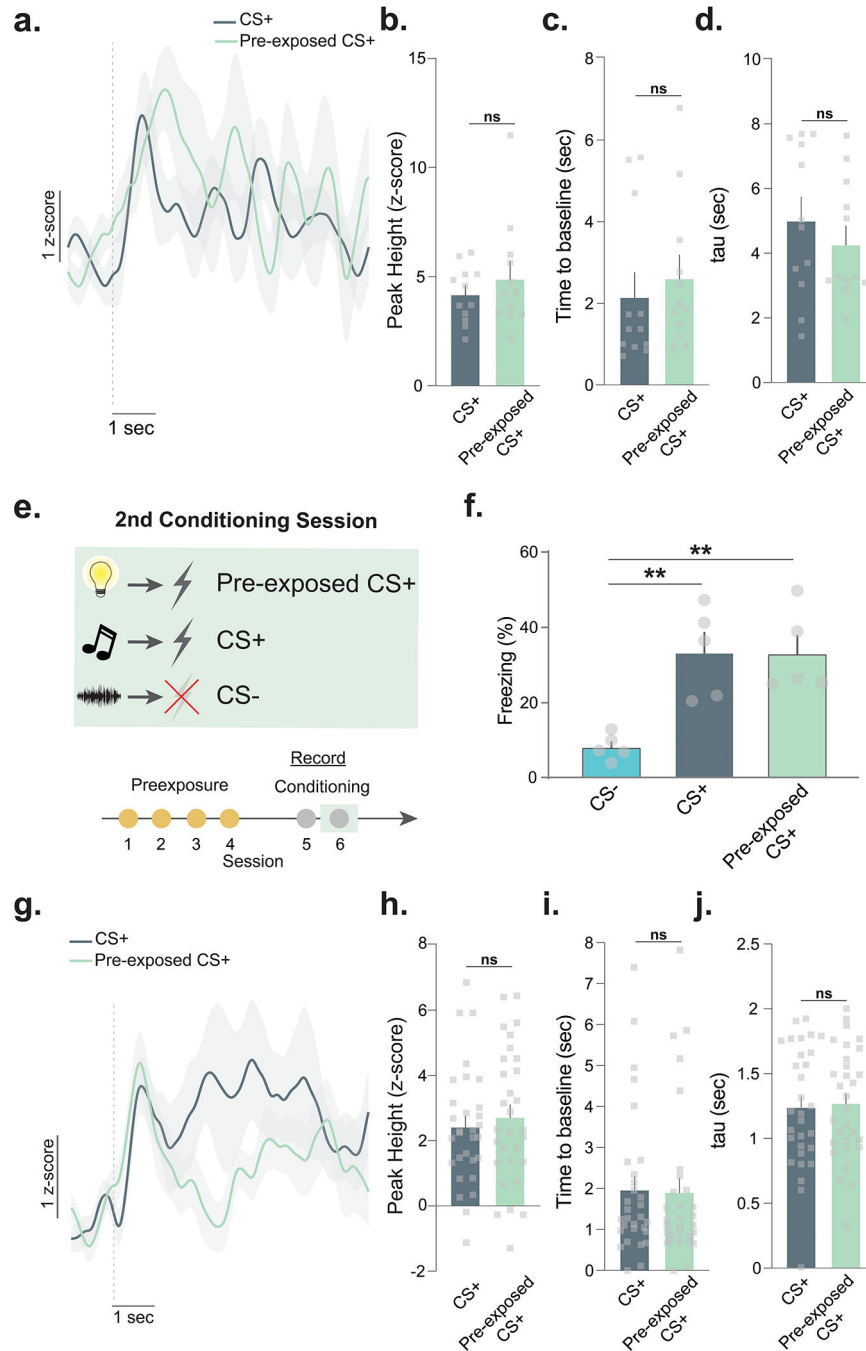 a.
CS+
Pre-exposed CS+
1 z-score
1 sec
b.
Peak Height (z-score)
15
10
5
0
ns
CS+
Pre-exposed
CS+
c.
Time to baseline (sec)
8
6
4
2
0
ns
CS+
Pre-exposed
CS+
d.
tau (sec)
10
8
6
4
2
0
ns
CS+
Pre-exposed
CS+
e.
2nd Conditioning Session
Pre-exposed CS+
CS+
CS-
Record
Preexposure
Conditioning
1 2 3 4 5 6
Session
f.
Freezing (%)
60
40
20
0
**
**
CS-
CS+
Pre-exposed
CS+
g.
CS+
Pre-exposed CS+
1 z-score
1 sec
h.
Peak Height (z-score)
8
6
4
2
0
-2
ns
CS+
Pre-exposed
CS+
i.
Time to baseline (sec)
8
7
6
5
4
3
2
1
0
ns
CS+
Pre-exposed
CS+
j.
tau (sec)
2.5
2
1.5
1
0.5
0
ns
CS+
Pre-exposed
CS+